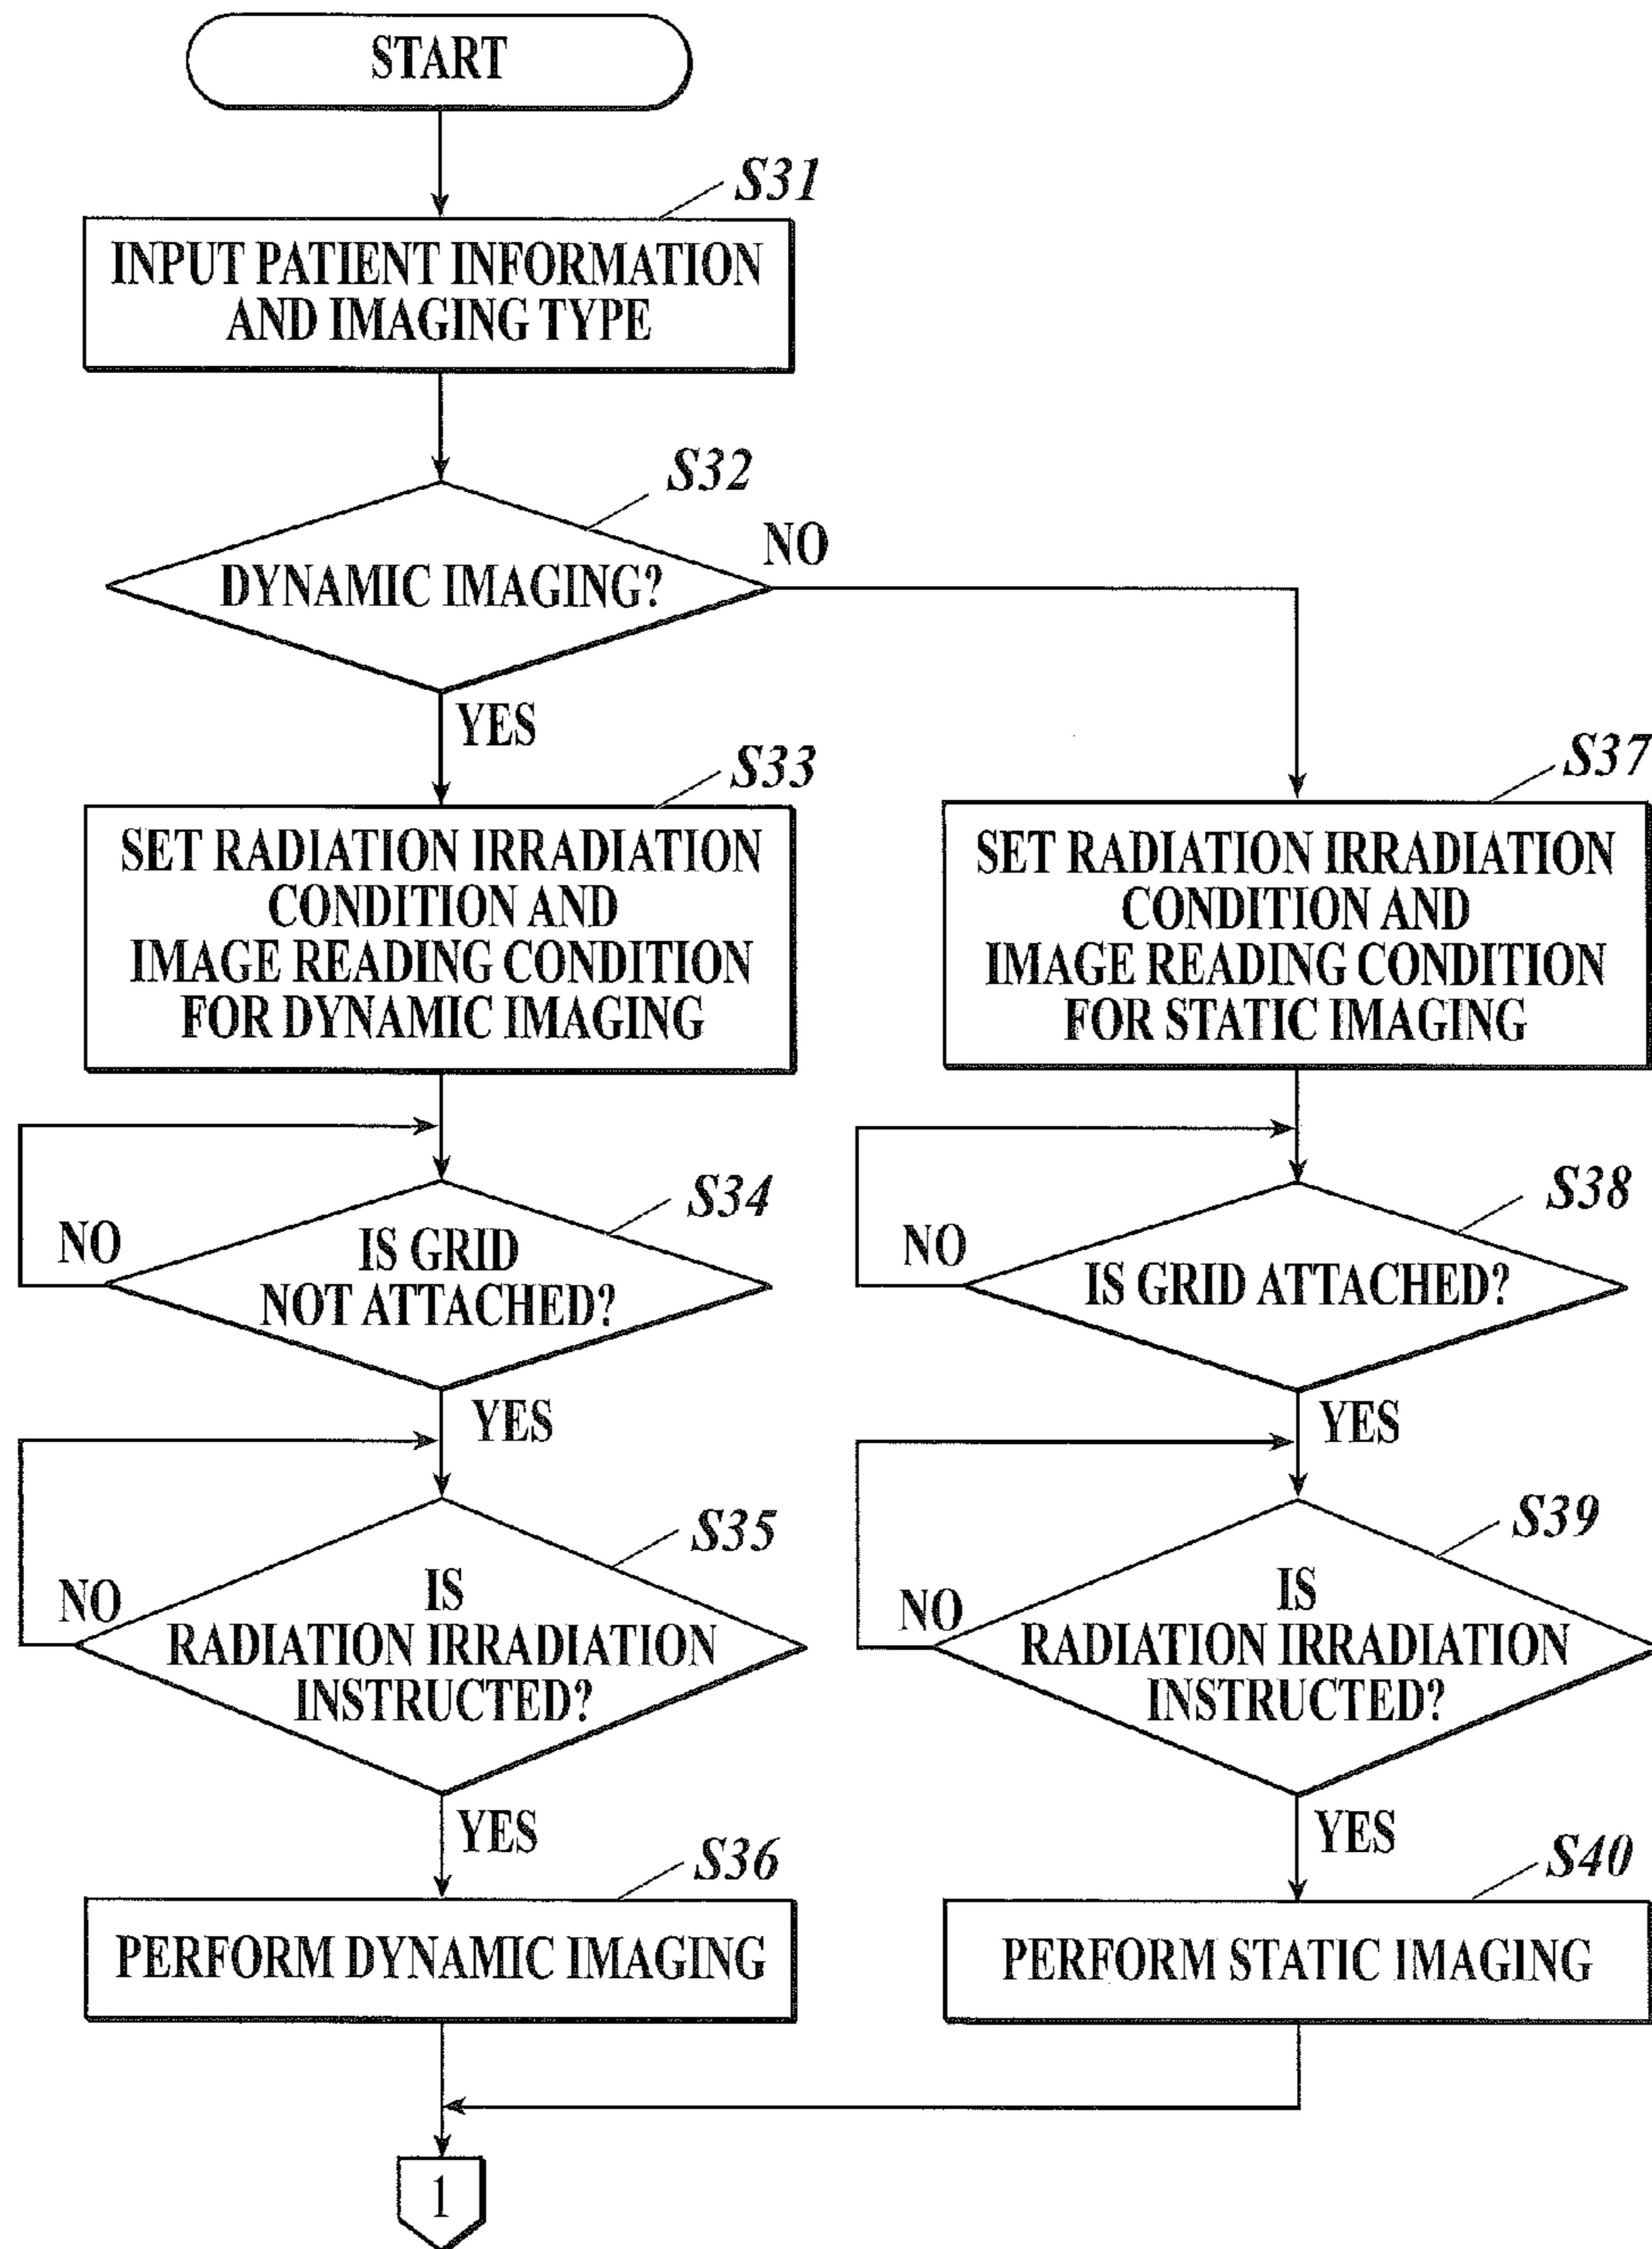 START
S31
INPUT PATIENT INFORMATION
AND IMAGING TYPE
S32
DYNAMIC IMAGING?
NO
YES
S33
SET RADIATION IRRADIATION
CONDITION AND
IMAGE READING CONDITION
FOR DYNAMIC IMAGING
S34
IS GRID
NOT ATTACHED?
NO
YES
S35
IS
RADIATION IRRADIATION
INSTRUCTED?
NO
YES
S36
PERFORM DYNAMIC IMAGING
S37
SET RADIATION IRRADIATION
CONDITION AND
IMAGE READING CONDITION
FOR STATIC IMAGING
S38
IS GRID ATTACHED?
NO
YES
S39
IS
RADIATION IRRADIATION
INSTRUCTED?
NO
YES
S40
PERFORM STATIC IMAGING
1